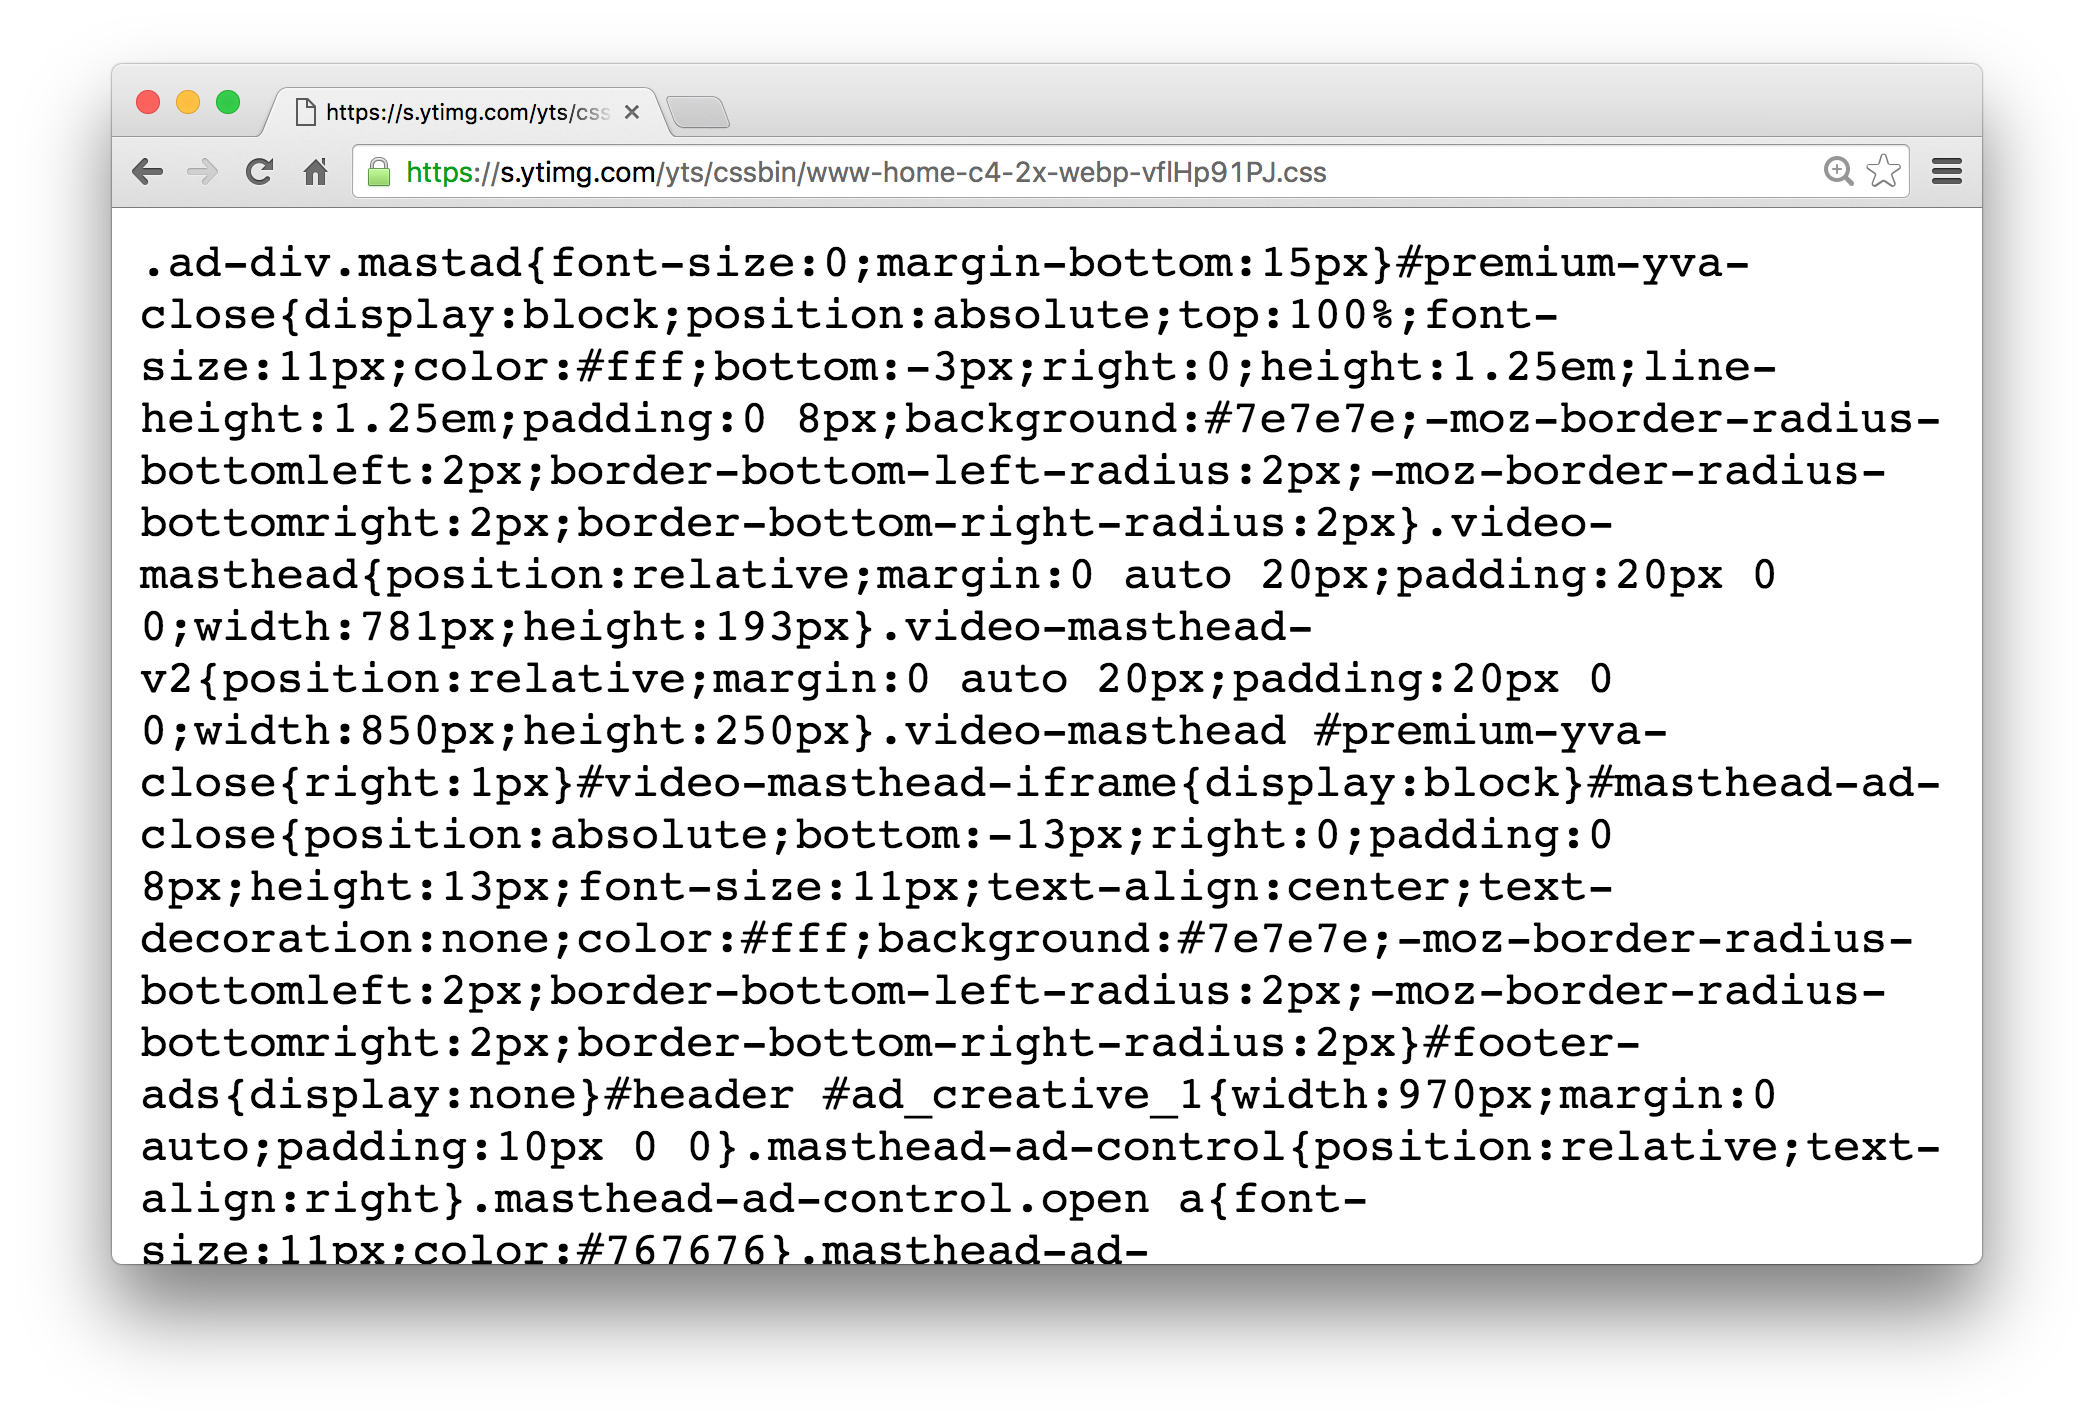 https://s.ytimg.com/yts/css
https://s.ytimg.com/yts/cssbin/www-home-c4-2x-webp-vflHp91PJ.css
.ad-div.mastad{font-size:0;margin-bottom:15px}#premium-yva-
close{display:block;position:absolute;top:100%;font-
size:11px;color:#fff;bottom:-3px;right:0;height:1.25em;line-
height:1.25em;padding:0 8px;background:#7e7e7e;-moz-border-radius-
bottomleft:2px;border-bottom-left-radius:2px;-moz-border-radius-
bottomright:2px;border-bottom-right-radius:2px}.video-
masthead{position:relative;margin:0 auto 20px;padding:20px 0
0;width:781px;height:193px}.video-masthead-
v2{position:relative;margin:0 auto 20px;padding:20px 0
0;width:850px;height:250px}.video-masthead #premium-yva-
close{right:1px}#video-masthead-iframe{display:block}#masthead-ad-
close{position:absolute;bottom:-13px;right:0;padding:0
8px;height:13px;font-size:11px;text-align:center;text-
decoration:none;color:#fff;background:#7e7e7e;-moz-border-radius-
bottomleft:2px;border-bottom-left-radius:2px;-moz-border-radius-
bottomright:2px;border-bottom-right-radius:2px}#footer-
ads{display:none}#header #ad_creative_1{width:970px;margin:0
auto;padding:10px 0 0}.masthead-ad-control{position:relative;text-
align:right}.masthead-ad-control.open a{font-
size:11px;color:#767676}.masthead-ad-